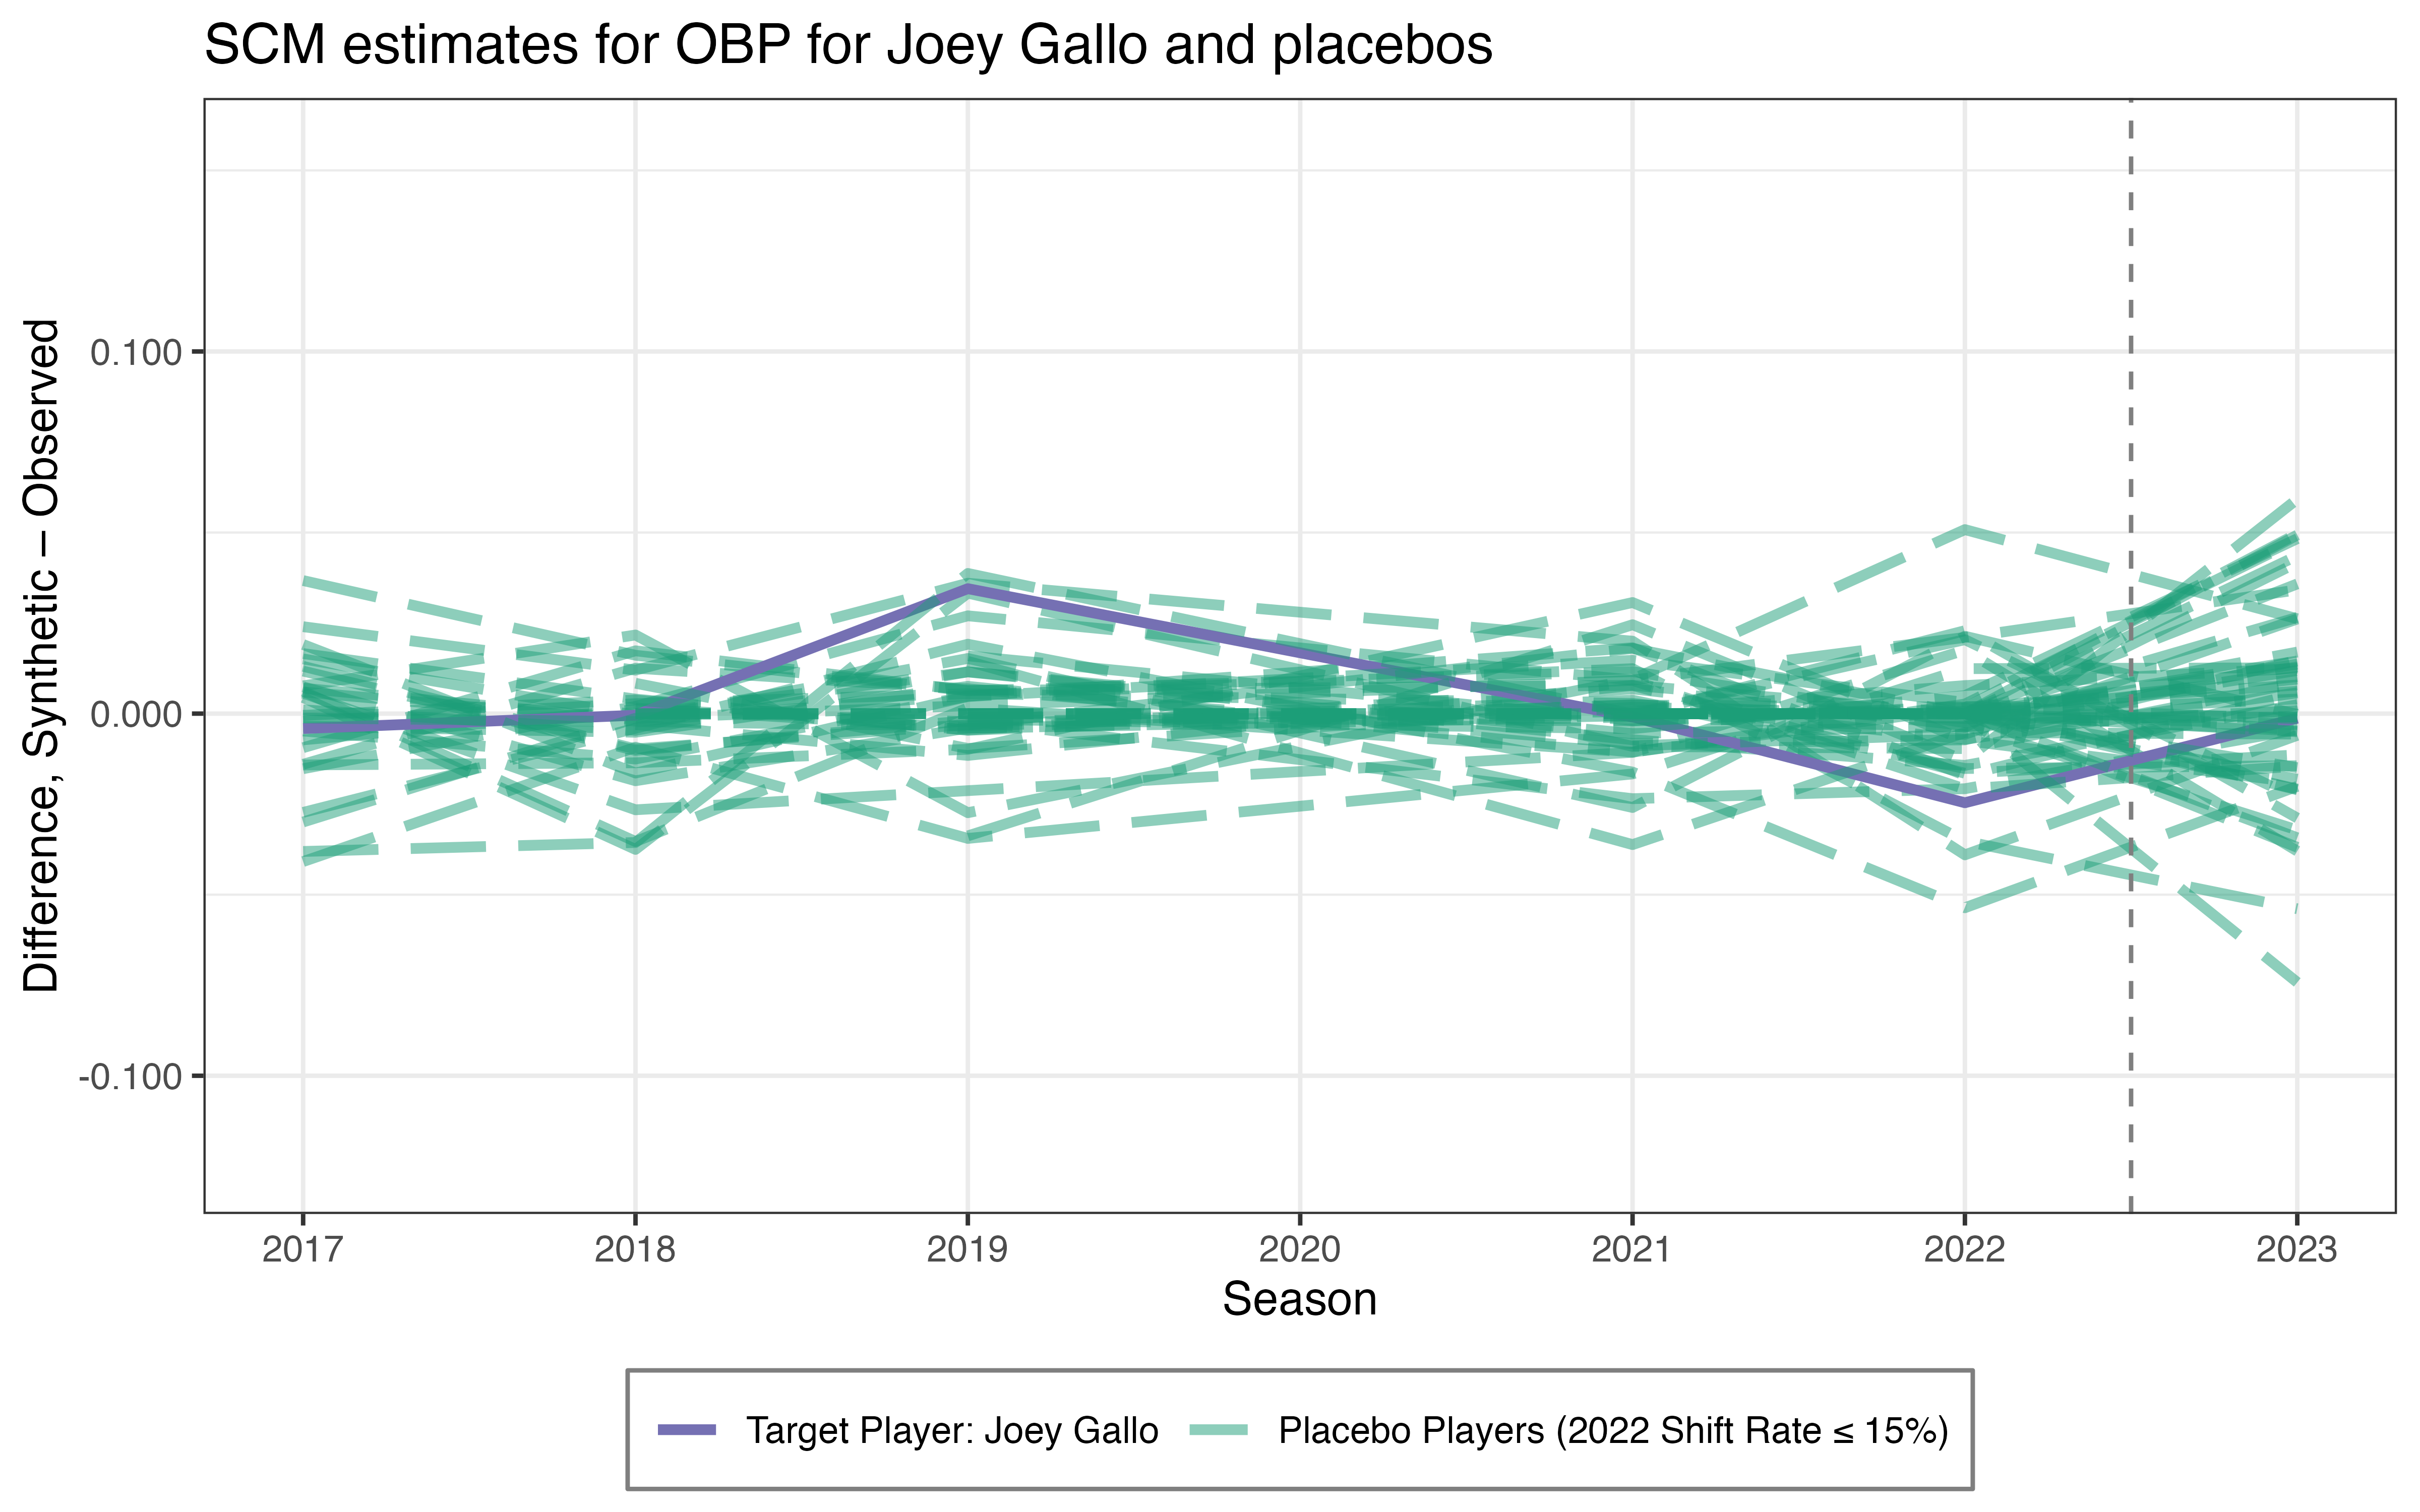 SCM estimates for OBP for Joey Gallo and placebos
Difference, Synthetic − Observed
0.100
0.000
-0.100
2017 2018 2019 2020 2021 2022 2023
Season
Target Player: Joey Gallo Placebo Players (2022 Shift Rate ≤ 15%)